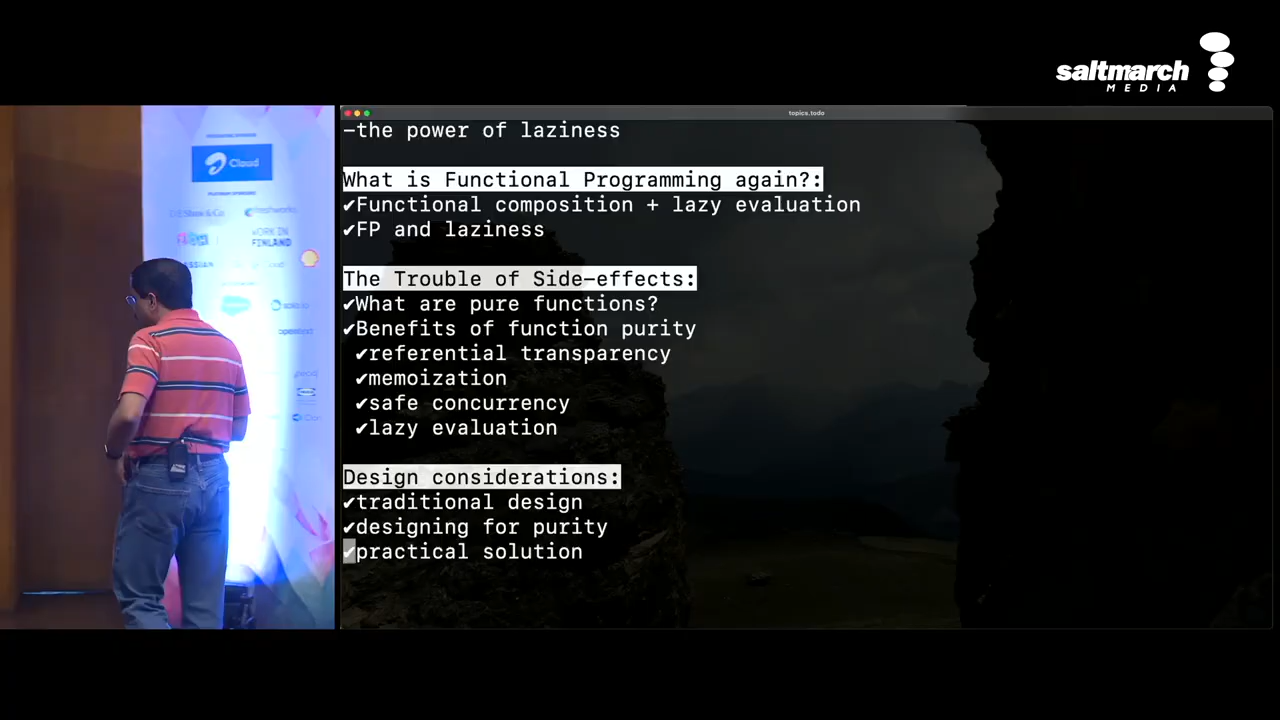 saltmarch
MEDIA
topics.todo
Cloud
WORK IN
FINLAND
-the power of laziness
What is Functional Programming again?:
✔Functional composition + lazy evaluation
✔FP and laziness
The Trouble of Side-effects:
✔What are pure functions?
✔Benefits of function purity
✔referential transparency
✔memoization
✔safe concurrency
✔lazy evaluation
Design considerations:
✔traditional design
✔designing for purity
✔practical solution